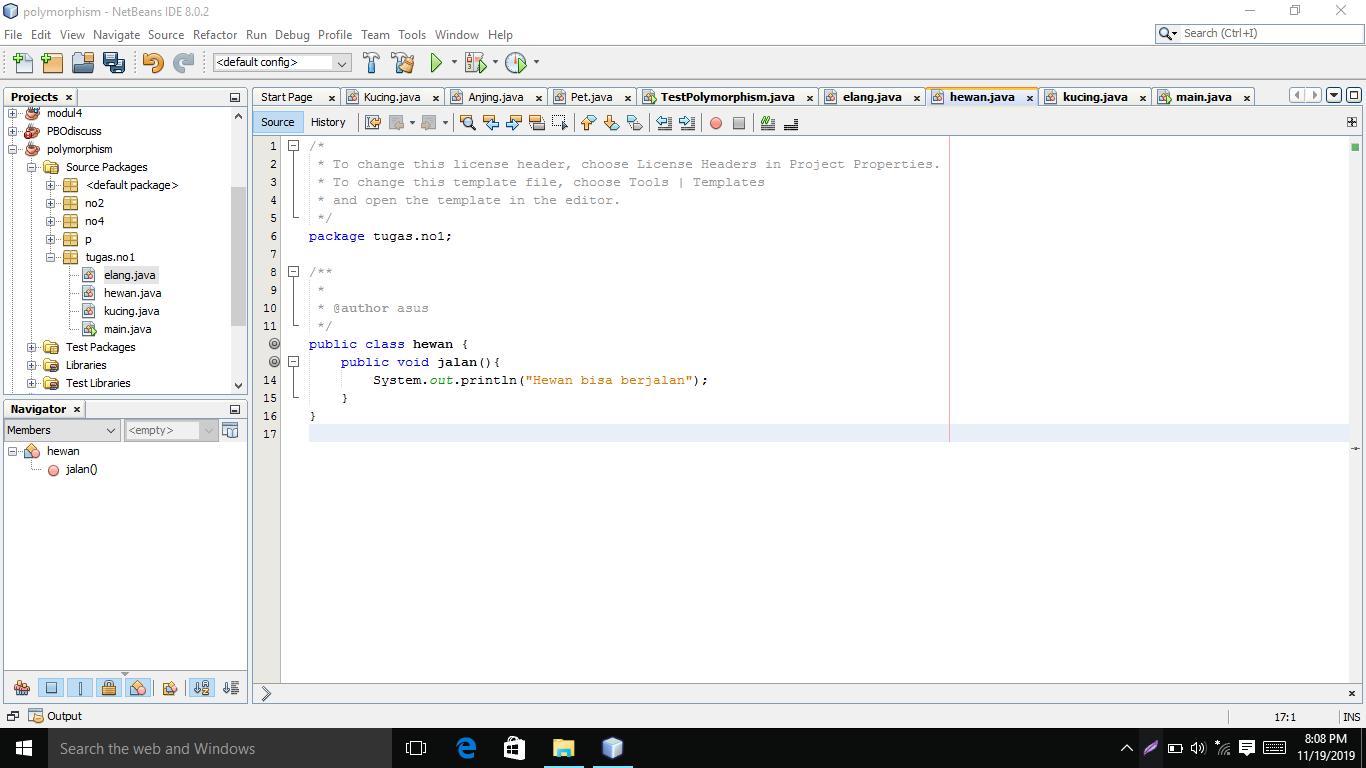 polymorphism - NetBeans IDE 8.0.2
File Edit View Navigate Source Refactor Run Debug Profile Team Tools Window Help
Search (Ctrl+I)
<default config>
Projects
modul4
PBOdiscuss
polymorphism
Source Packages
<default package>
no2
no4
p
tugas.no1
elang.java
hewan.java
kucing.java
main.java
Test Packages
Libraries
Test Libraries
Navigator
Members
<empty>
hewan
jalan()
Start Page Kucing.java Anjing.java Pet.java TestPolymorphism.java elang.java hewan.java kucing.java main.java
Source History
1 /*
2 * To change this license header, choose License Headers in Project Properties.
3 * To change this template file, choose Tools | Templates
4 * and open the template in the editor.
5 */
6 package tugas.no1;
7
8 /**
9 *
10 * @author asus
11 */
public class hewan {
public void jalan(){
14 System.out.println("Hewan bisa berjalan");
15 }
16 }
17
Output
17:1 INS
Search the web and Windows
8:08 PM
11/19/2019